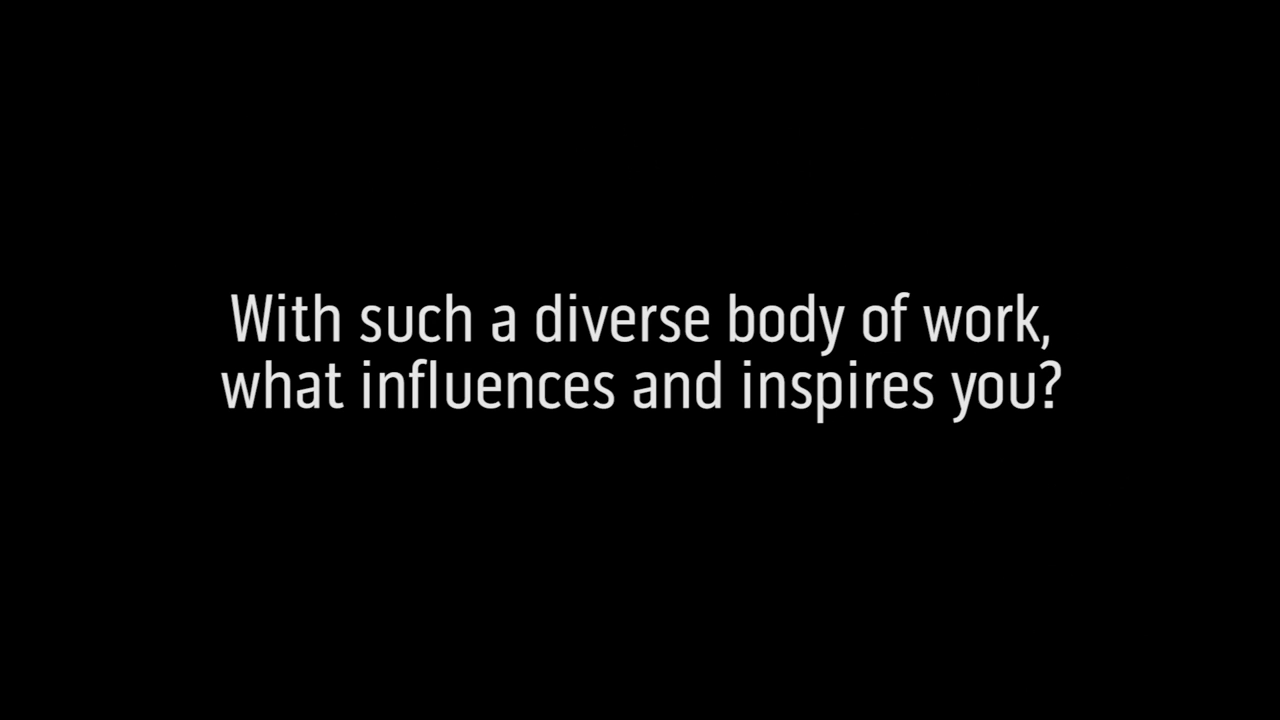 With such a diverse body of work,
what influences and inspires you?